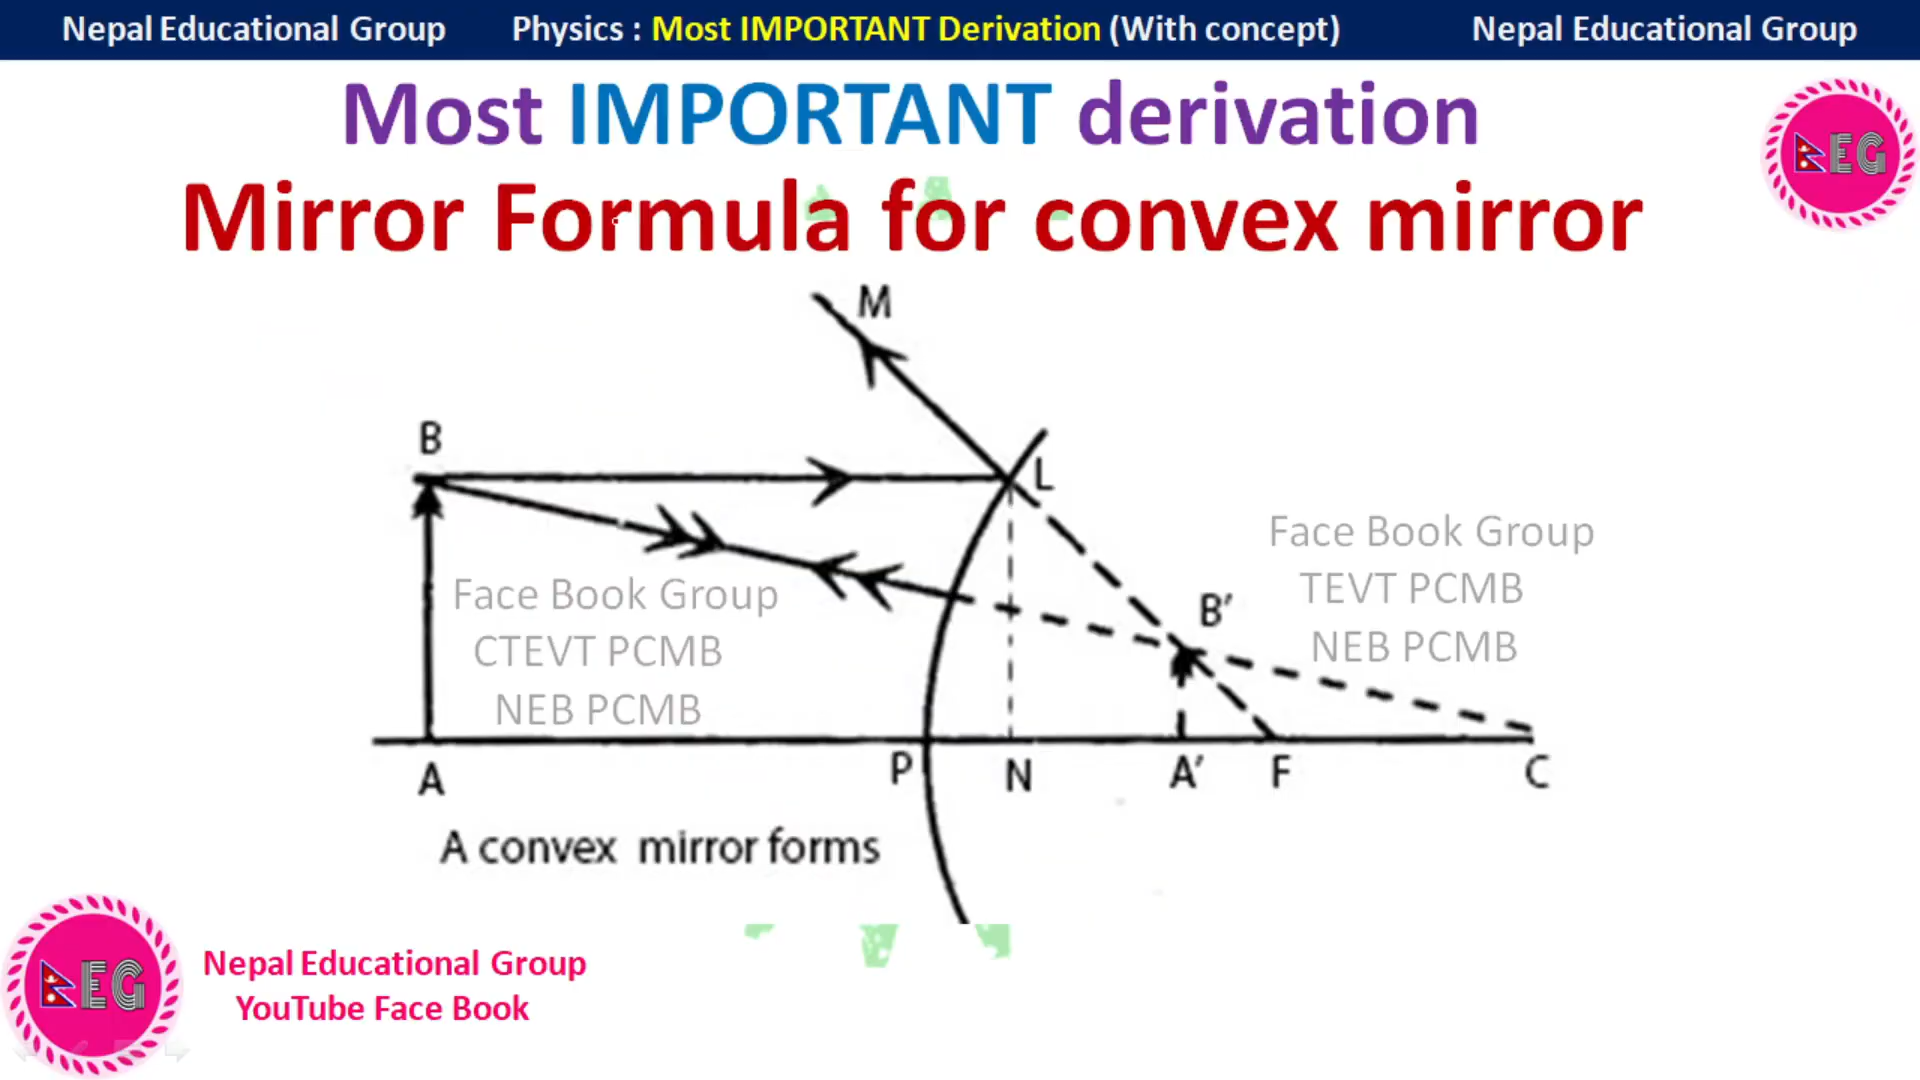 Nepal Educational Group Physics : Most IMPORTANT Derivation (With concept) Nepal Educational Group
Most IMPORTANT derivation
Mirror Formula for convex mirror
EG
M
B
L
Face Book Group
TEVT PCMB
NEB PCMB
B′
Face Book Group
CTEVT PCMB
NEB PCMB
A P N A′ F C
A convex mirror forms
EG
Nepal Educational Group
YouTube Face Book